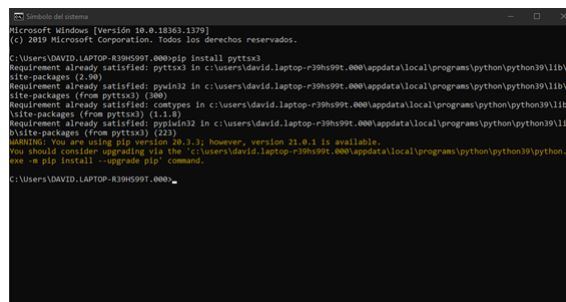 Símbolo del sistema
Microsoft Windows [Versión 10.0.18363.1379]
(c) 2019 Microsoft Corporation. Todos los derechos reservados.
C:\Users\DAVID.LAPTOP-R39HS99T.000>pip install pyttsx3
Requirement already satisfied: pyttsx3 in c:\users\david.laptop-r39hs99t.000\appdata\local\programs\python\python39\lib\
site-packages (2.90)
Requirement already satisfied: pywin32 in c:\users\david.laptop-r39hs99t.000\appdata\local\programs\python\python39\lib\
site-packages (from pyttsx3) (300)
Requirement already satisfied: comtypes in c:\users\david.laptop-r39hs99t.000\appdata\local\programs\python\python39\lib
\site-packages (from pyttsx3) (1.1.8)
Requirement already satisfied: pypiwin32 in c:\users\david.laptop-r39hs99t.000\appdata\local\programs\python\python39\li
b\site-packages (from pyttsx3) (223)
WARNING: You are using pip version 20.3.3; however, version 21.0.1 is available.
You should consider upgrading via the 'c:\users\david.laptop-r39hs99t.000\appdata\local\programs\python\python39\python.
exe -m pip install --upgrade pip' command.
C:\Users\DAVID.LAPTOP-R39HS99T.000>